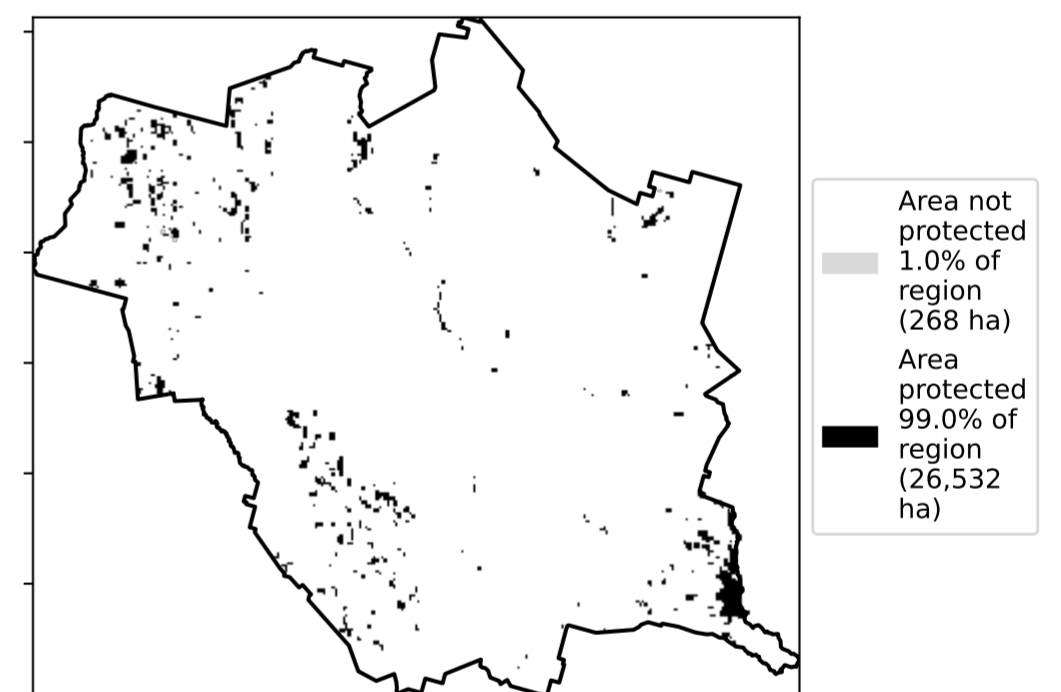 Area not
protected
1.0% of
region
(268 ha)
Area
protected
99.0% of
region
(26,532
ha)